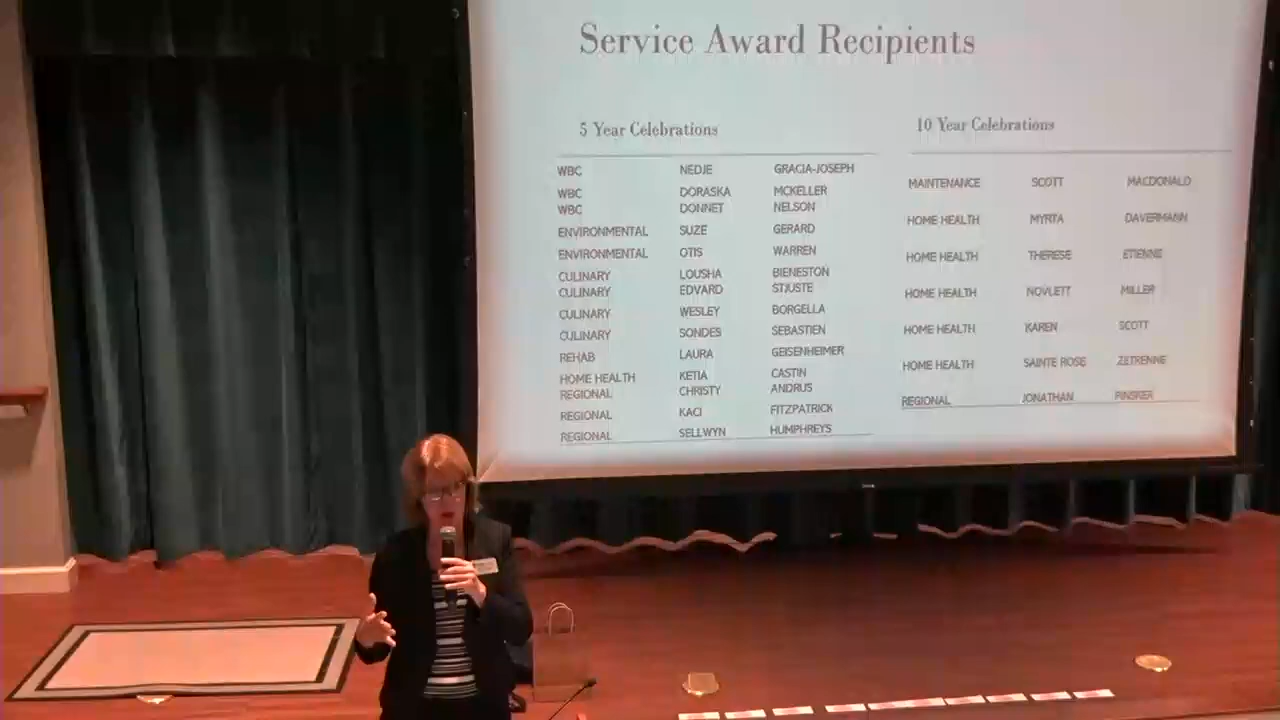 Service Award Recipients
5 Year Celebrations
WBC NEDJE GRACIA-JOSEPH
WBC DORASKA MCKELLER
WBC DONNET NELSON
ENVIRONMENTAL SUZE GERARD
ENVIRONMENTAL OTIS WARREN
CULINARY LOUSHA BIENESTON
CULINARY EDVARD STJUSTE
CULINARY WESLEY BORGELLA
CULINARY SONDES SEBASTIEN
REHAB LAURA GEISENHEIMER
HOME HEALTH KETIA CASTIN
REGIONAL CHRISTY ANDRUS
REGIONAL KACI FITZPATRICK
REGIONAL SELLWYN HUMPHREYS
10 Year Celebrations
MAINTENANCE SCOTT MACDONALD
HOME HEALTH MYRTA DAVERMANN
HOME HEALTH THERESE ETIENNE
HOME HEALTH NOVLETT MILLER
HOME HEALTH KAREN SCOTT
HOME HEALTH SAINTE ROSE ZETRENNE
REGIONAL JONATHAN PINSKER